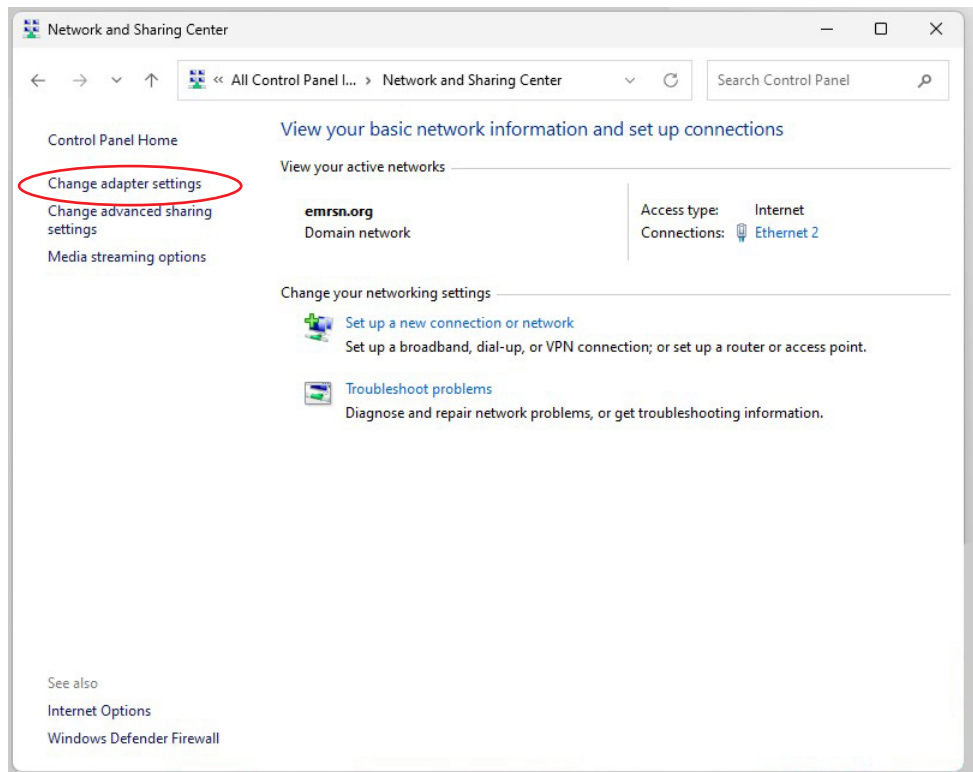 Network and Sharing Center
« All Control Panel I... > Network and Sharing Center
Search Control Panel
Control Panel Home
Change adapter settings
Change advanced sharing
settings
Media streaming options
View your basic network information and set up connections
View your active networks
emrsn.org
Domain network
Access type: Internet
Connections: Ethernet 2
Change your networking settings
Set up a new connection or network
Set up a broadband, dial-up, or VPN connection; or set up a router or access point.
Troubleshoot problems
Diagnose and repair network problems, or get troubleshooting information.
See also
Internet Options
Windows Defender Firewall